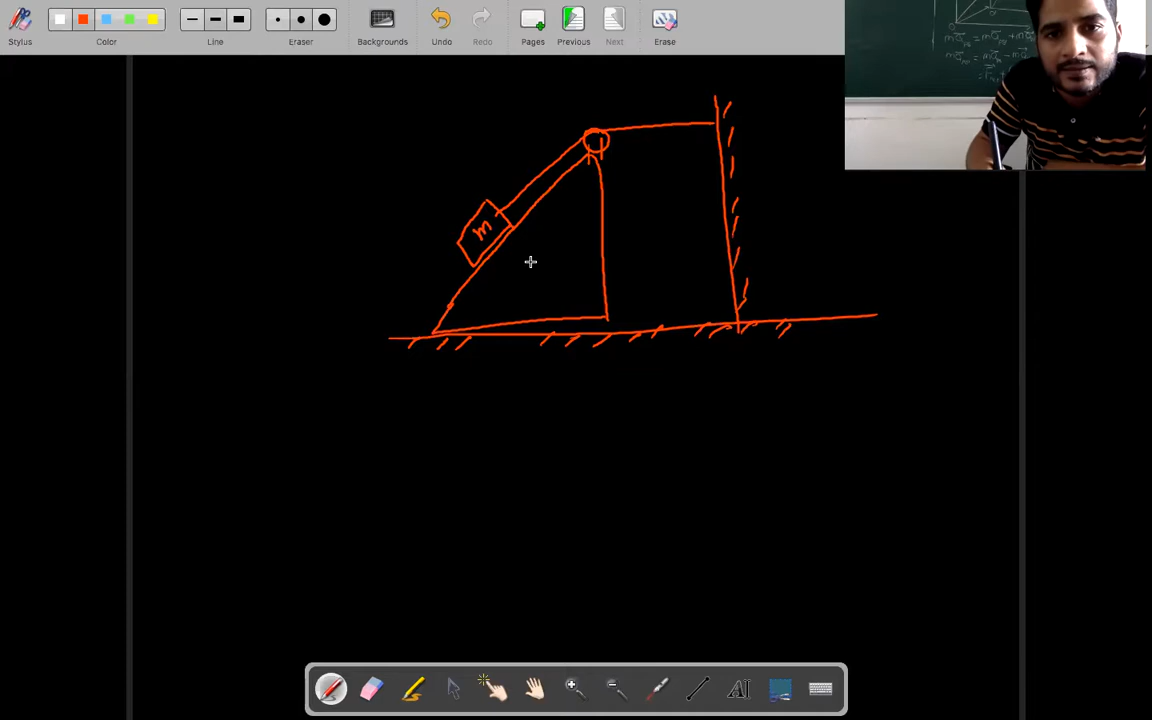 Stylus
Color
Line
Eraser
Backgrounds
Undo
Redo
Pages
Previous
Next
Erase
m